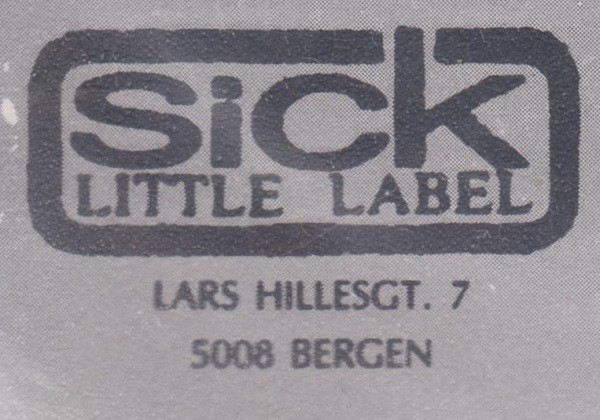 Sick
LITTLE LABEL
LARS HILLESGT. 7
5008 BERGEN